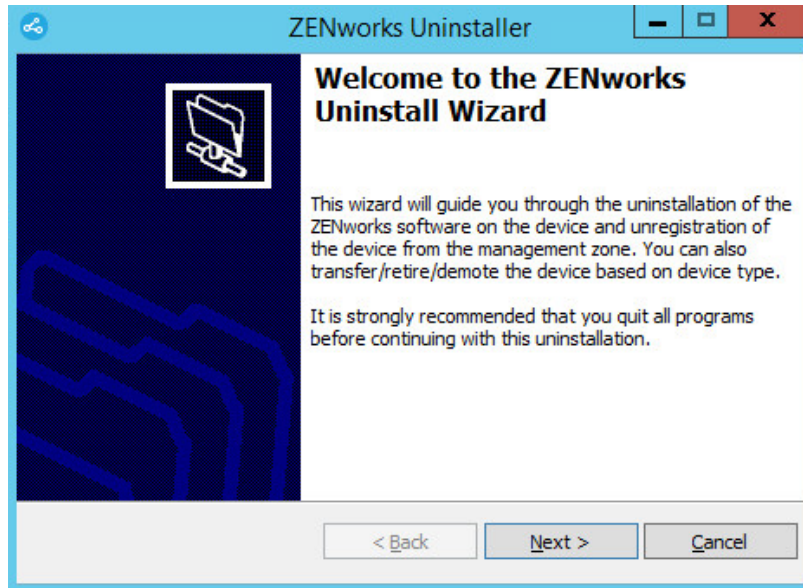 ZENworks Uninstaller
Welcome to the ZENworks
Uninstall Wizard
This wizard will guide you through the uninstallation of the
ZENworks software on the device and unregistration of
the device from the management zone. You can also
transfer/retire/demote the device based on device type.
It is strongly recommended that you quit all programs
before continuing with this uninstallation.
< Back
Next >
Cancel